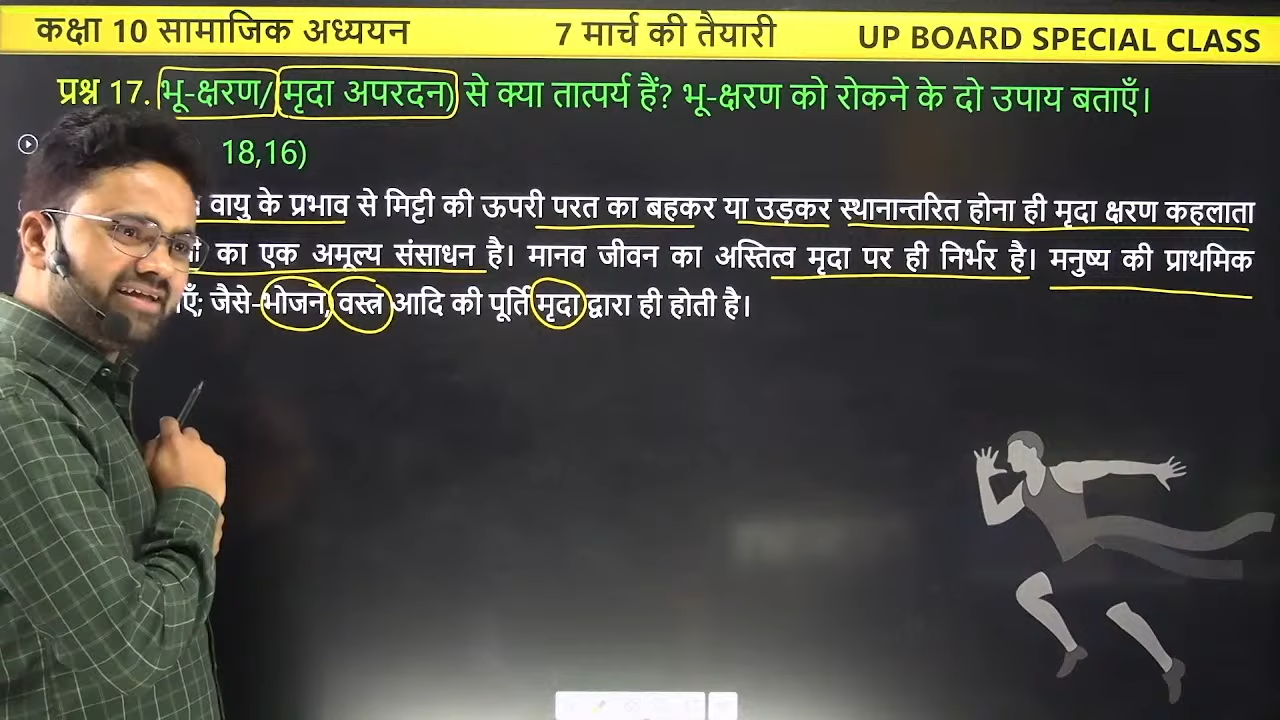 कक्षा 10 सामाजिक अध्ययन 7 मार्च की तैयारी UP BOARD SPECIAL CLASS
प्रश्न 17. भू-क्षरण/(मृदा अपरदन) से क्या तात्पर्य हैं? भू-क्षरण को रोकने के दो उपाय बताएँ।
18,16)
वायु के प्रभाव से मिट्टी की ऊपरी परत का बहकर या उड़कर स्थानान्तरित होना ही मृदा क्षरण कहलाता
का एक अमूल्य संसाधन है। मानव जीवन का अस्तित्व मृदा पर ही निर्भर है। मनुष्य की प्राथमिक
जैसे-भोजन, वस्त्र आदि की पूर्ति मृदा द्वारा ही होती है।